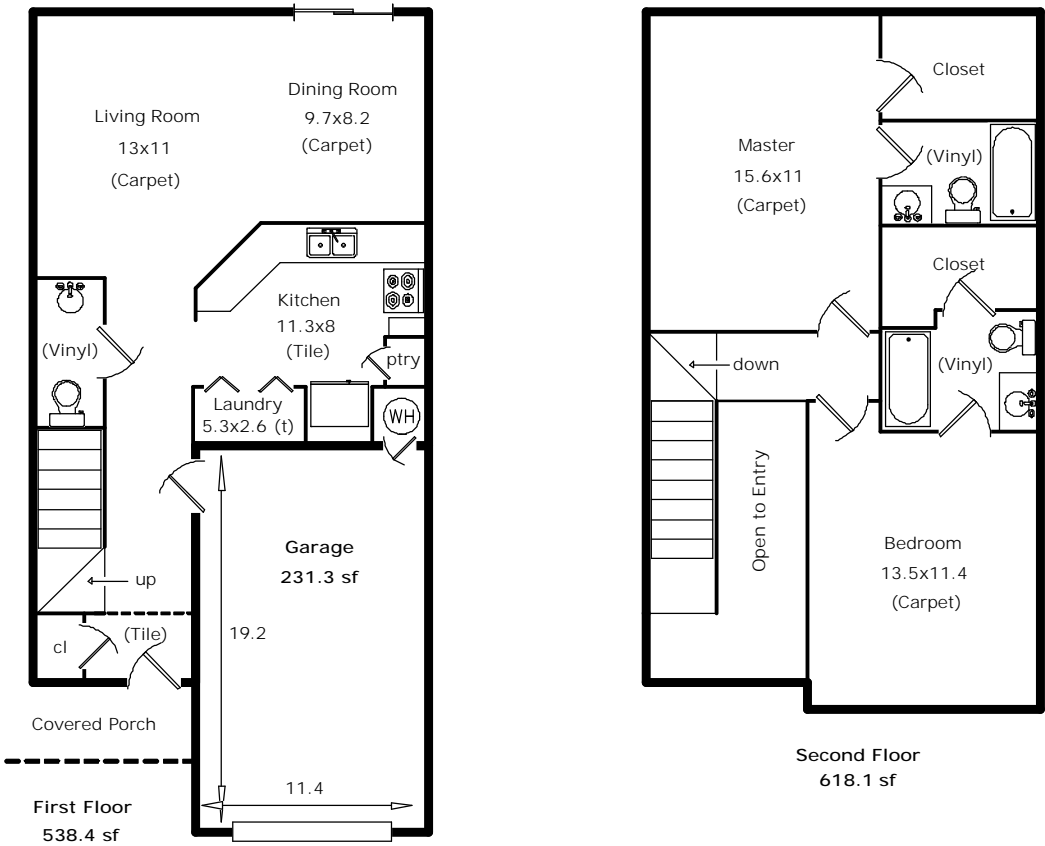 Living Room
13x11
(Carpet)
Dining Room
9.7x8.2
(Carpet)
Kitchen
11.3x8
(Tile)
ptry
(Vinyl)
Laundry
5.3x2.6 (t)
WH
up
Garage
231.3 sf
19.2
11.4
cl
(Tile)
Covered Porch
First Floor
538.4 sf
Master
15.6x11
(Carpet)
Closet
(Vinyl)
Closet
(Vinyl)
down
Open to Entry
Bedroom
13.5x11.4
(Carpet)
Second Floor
618.1 sf